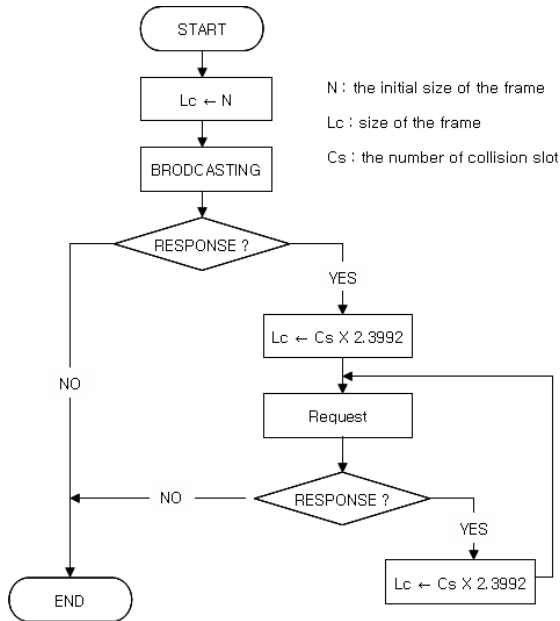 START
Lc ← N
N : the initial size of the frame
Lc : size of the frame
BRODCASTING
Cs : the number of collision slot
RESPONSE ?
YES
Lc ← Cs X 2.3992
NO
Request
RESPONSE ?
NO
YES
Lc ← Cs X 2.3992
END